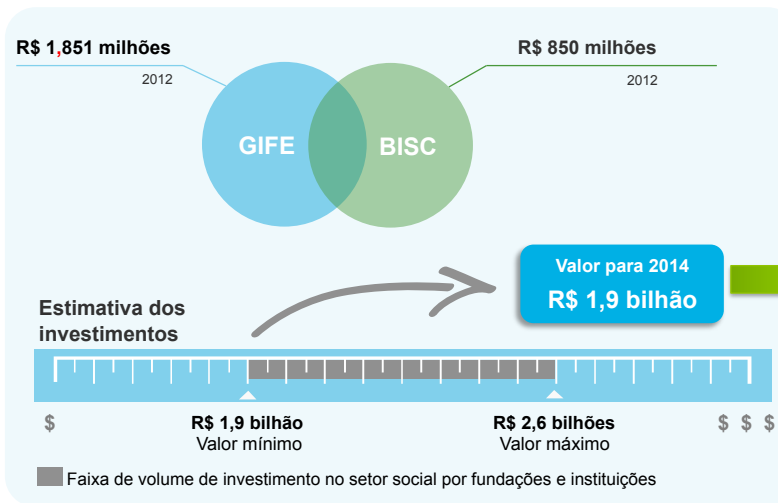 R$ 1,851 milhões
2012
R$ 850 milhões
2012
GIFE
BISC
Valor para 2014
R$ 1,9 bilhão
Estimativa dos
investimentos
$
R$ 1,9 bilhão
Valor mínimo
R$ 2,6 bilhões
Valor máximo
$ $ $
Faixa de volume de investimento no setor social por fundações e instituições